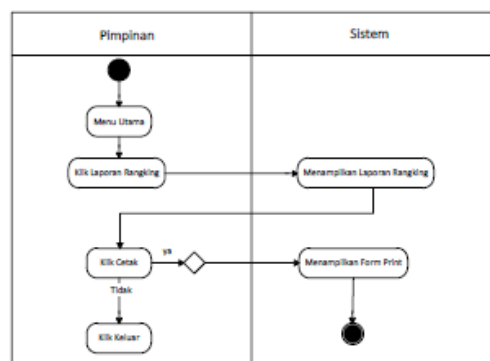 Pimpinan
Sistem
Menu Utama
Klik Laporan Rangking
Menampilkan Laporan Rangking
Klik Cetak
ya
Menampilkan Form Print
Tidak
Klik Keluar